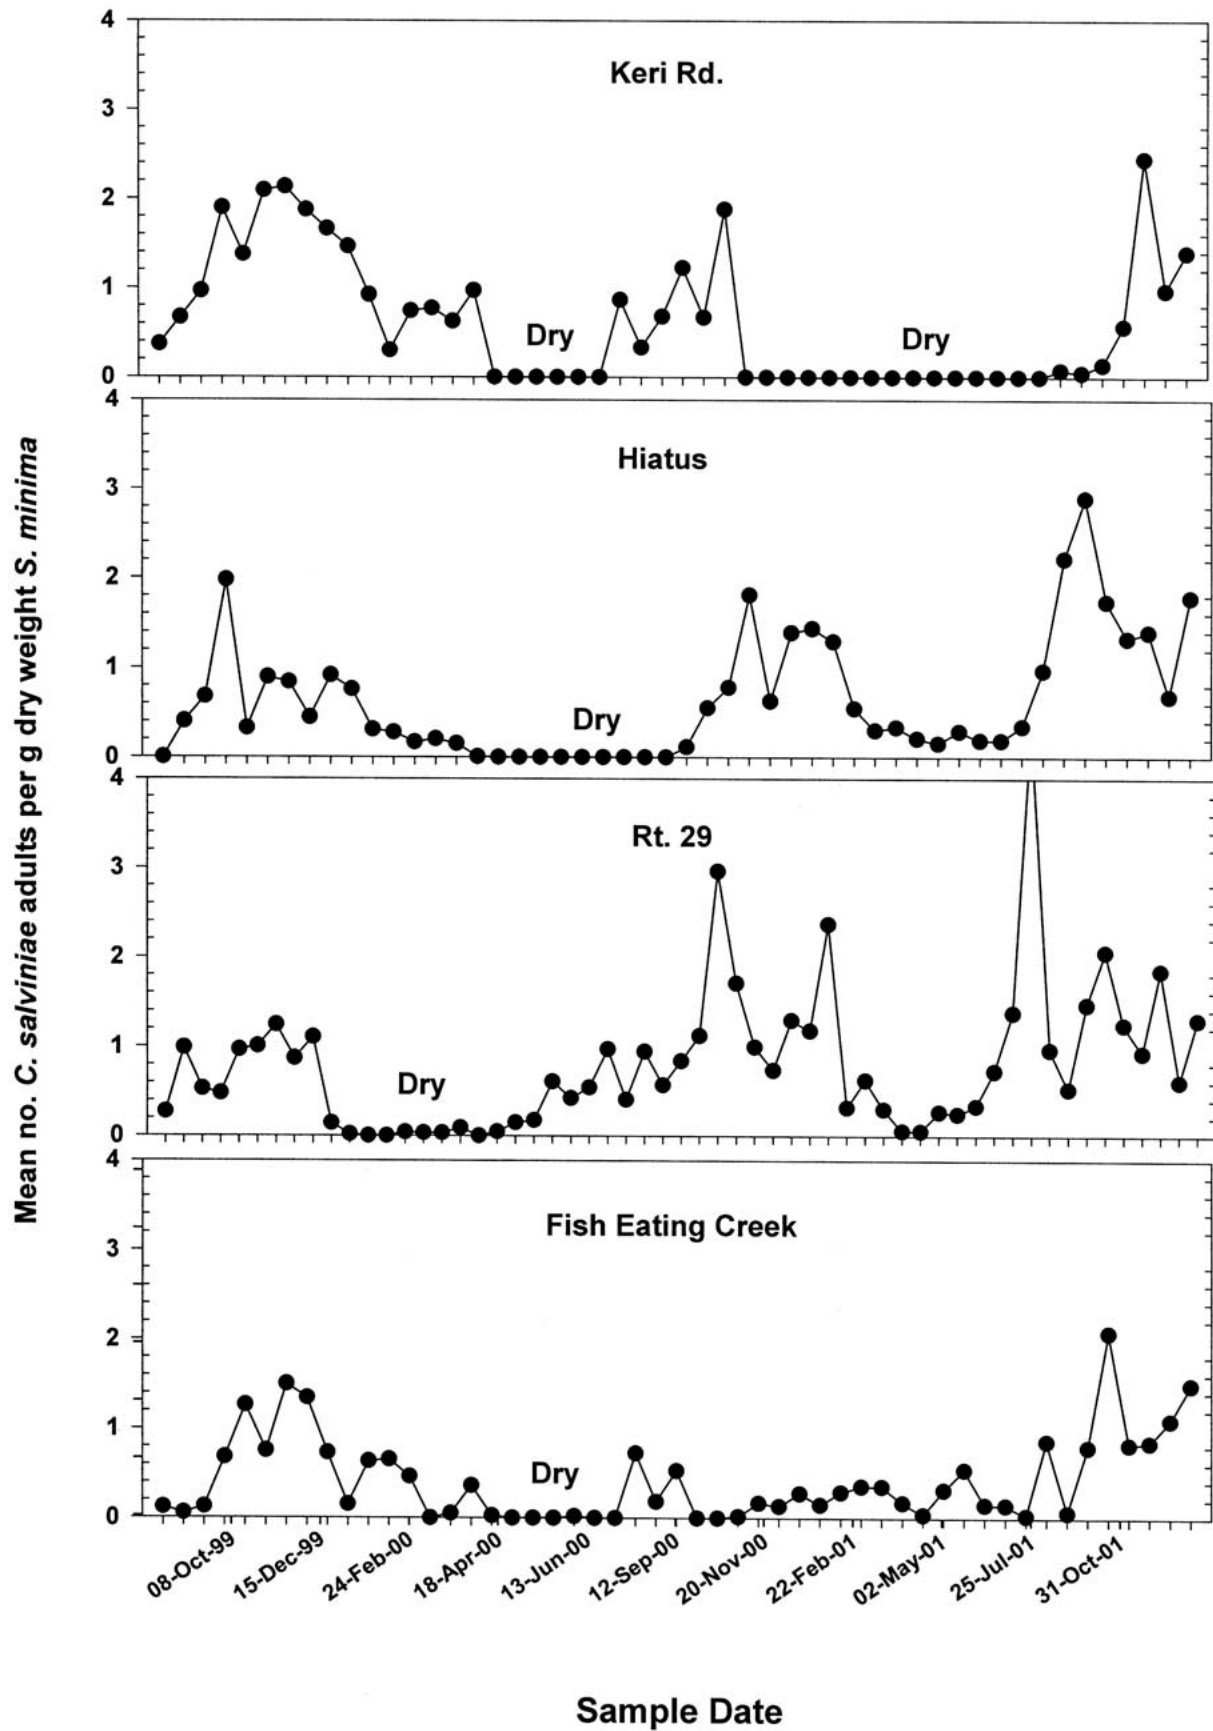 Mean no. C. salviniae adults per g dry weight S. minima
4
Keri Rd.
3
2
1
Dry
Dry
0
4
Hiatus
3
2
1
Dry
0
4
Rt. 29
3
2
1
Dry
0
4
Fish Eating Creek
3
2
1
Dry
0
08-Oct-99
15-Dec-99
24-Feb-00
18-Apr-00
13-Jun-00
12-Sep-00
20-Nov-00
22-Feb-01
02-May-01
25-Jul-01
31-Oct-01
Sample Date